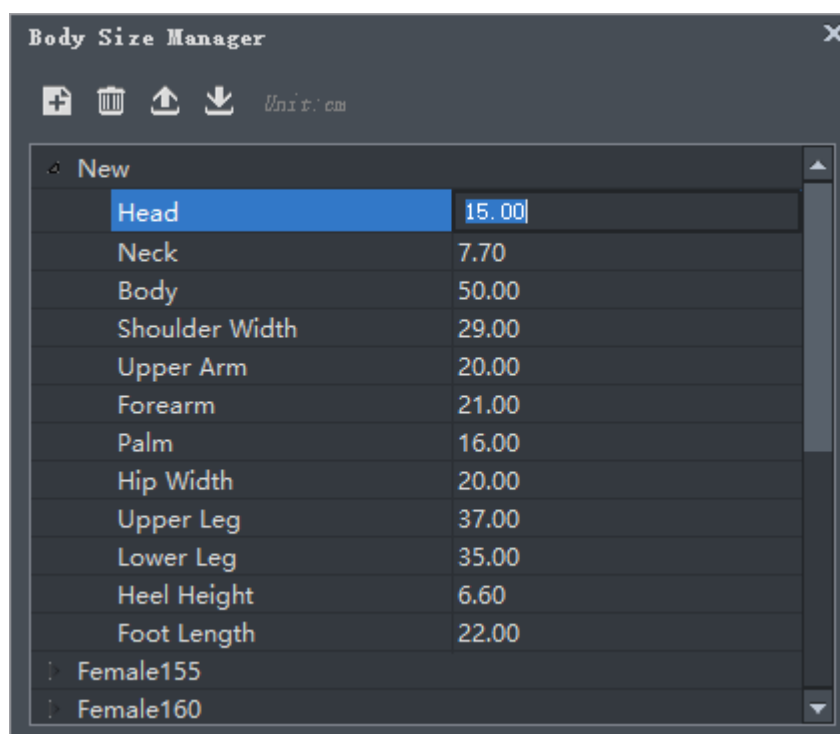 Body Size Manager
Unit:cm
New
Head 15.00
Neck 7.70
Body 50.00
Shoulder Width 29.00
Upper Arm 20.00
Forearm 21.00
Palm 16.00
Hip Width 20.00
Upper Leg 37.00
Lower Leg 35.00
Heel Height 6.60
Foot Length 22.00
Female155
Female160